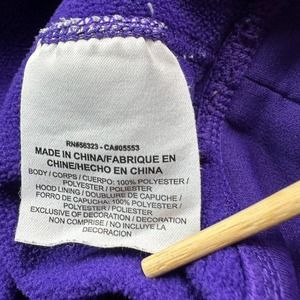 RN#56323 - CA#05553
MADE IN CHINA/FABRIQUE EN
CHINE/HECHO EN CHINA
BODY / CORPS / CUERPO: 100% POLYESTER /
POLYESTER / POLIESTER
HOOD LINING / DOUBLURE DE CAPUCHE /
FORRO DE CAPUCHA: 100% POLYESTER /
POLYESTER / POLIESTER
EXCLUSIVE OF DECORATION / DECORATION
NON COMPRISE / NO INCLUYE LA
DECORACION